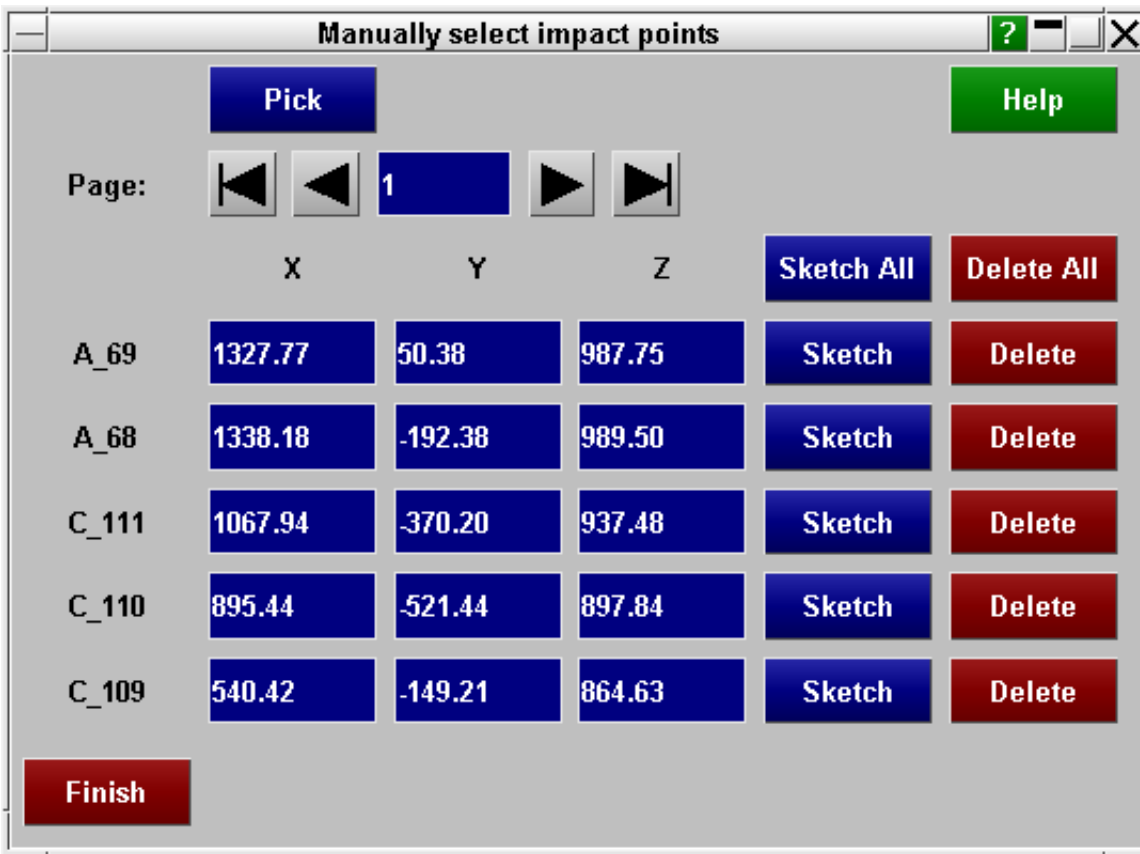 Manually select impact points ?
Pick Help
Page: 1
X Y Z Sketch All Delete All
A_69 1327.77 50.38 987.75 Sketch Delete
A_68 1338.18 -192.38 989.50 Sketch Delete
C_111 1067.94 -370.20 937.48 Sketch Delete
C_110 895.44 -521.44 897.84 Sketch Delete
C_109 540.42 -149.21 864.63 Sketch Delete
Finish